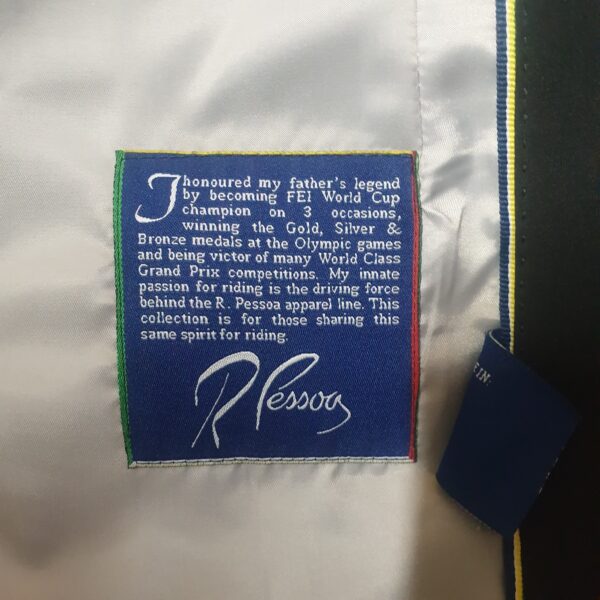 I honoured my father's legend
by becoming FEI World Cup
champion on 3 occasions,
winning the Gold, Silver &
Bronze medals at the Olympic games
and being victor of many World Class
Grand Prix competitions. My innate
passion for riding is the driving force
behind the R. Pessoa apparel line. This
collection is for those sharing this
same spirit for riding.
R Pessoa